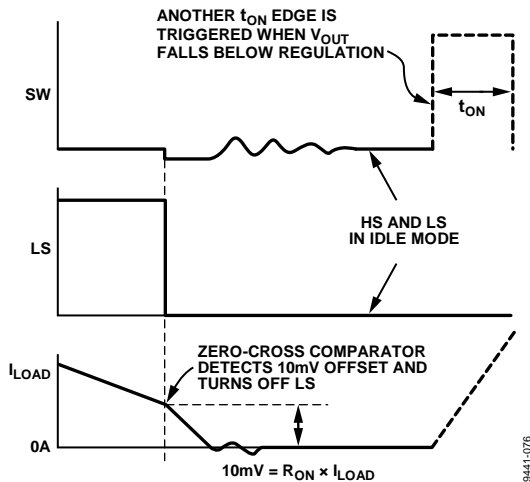 ANOTHER tON EDGE IS
TRIGGERED WHEN VOUT
FALLS BELOW REGULATION
SW
tON
HS AND LS
IN IDLE MODE
LS
ZERO-CROSS COMPARATOR
DETECTS 10mV OFFSET AND
TURNS OFF LS
ILOAD
0A
10mV = RON × ILOAD
9441-076